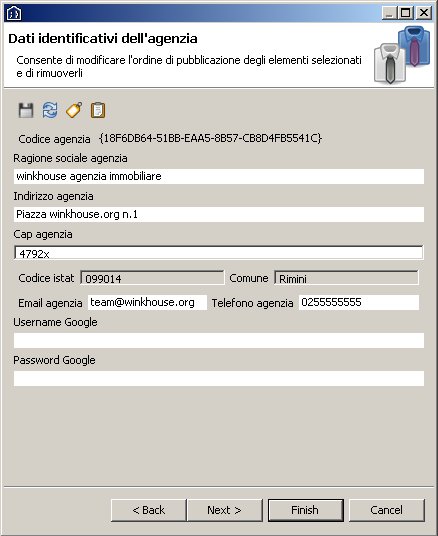 Dati identificativi dell'agenzia
Consente di modificare l'ordine di pubblicazione degli elementi selezionati
e di rimuoverli
Codice agenzia {18F6DB64-51BB-EAA5-8B57-CB8D4FB5541C}
Ragione sociale agenzia
winkhouse agenzia immobiliare
Indirizzo agenzia
Piazza winkhouse.org n.1
Cap agenzia
4792x
Codice istat 099014 Comune Rimini
Email agenzia team@winkhouse.org Telefono agenzia 0255555555
Username Google
Password Google
< Back Next > Finish Cancel